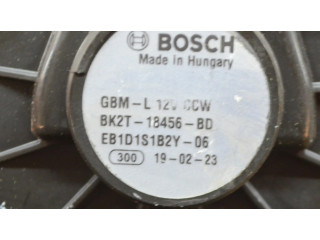 BOSCH
Made in Hungary
GBM-L 12V CCW
BK2T-18456-BD
EB1D1S1B2Y-06
300 19-02-23